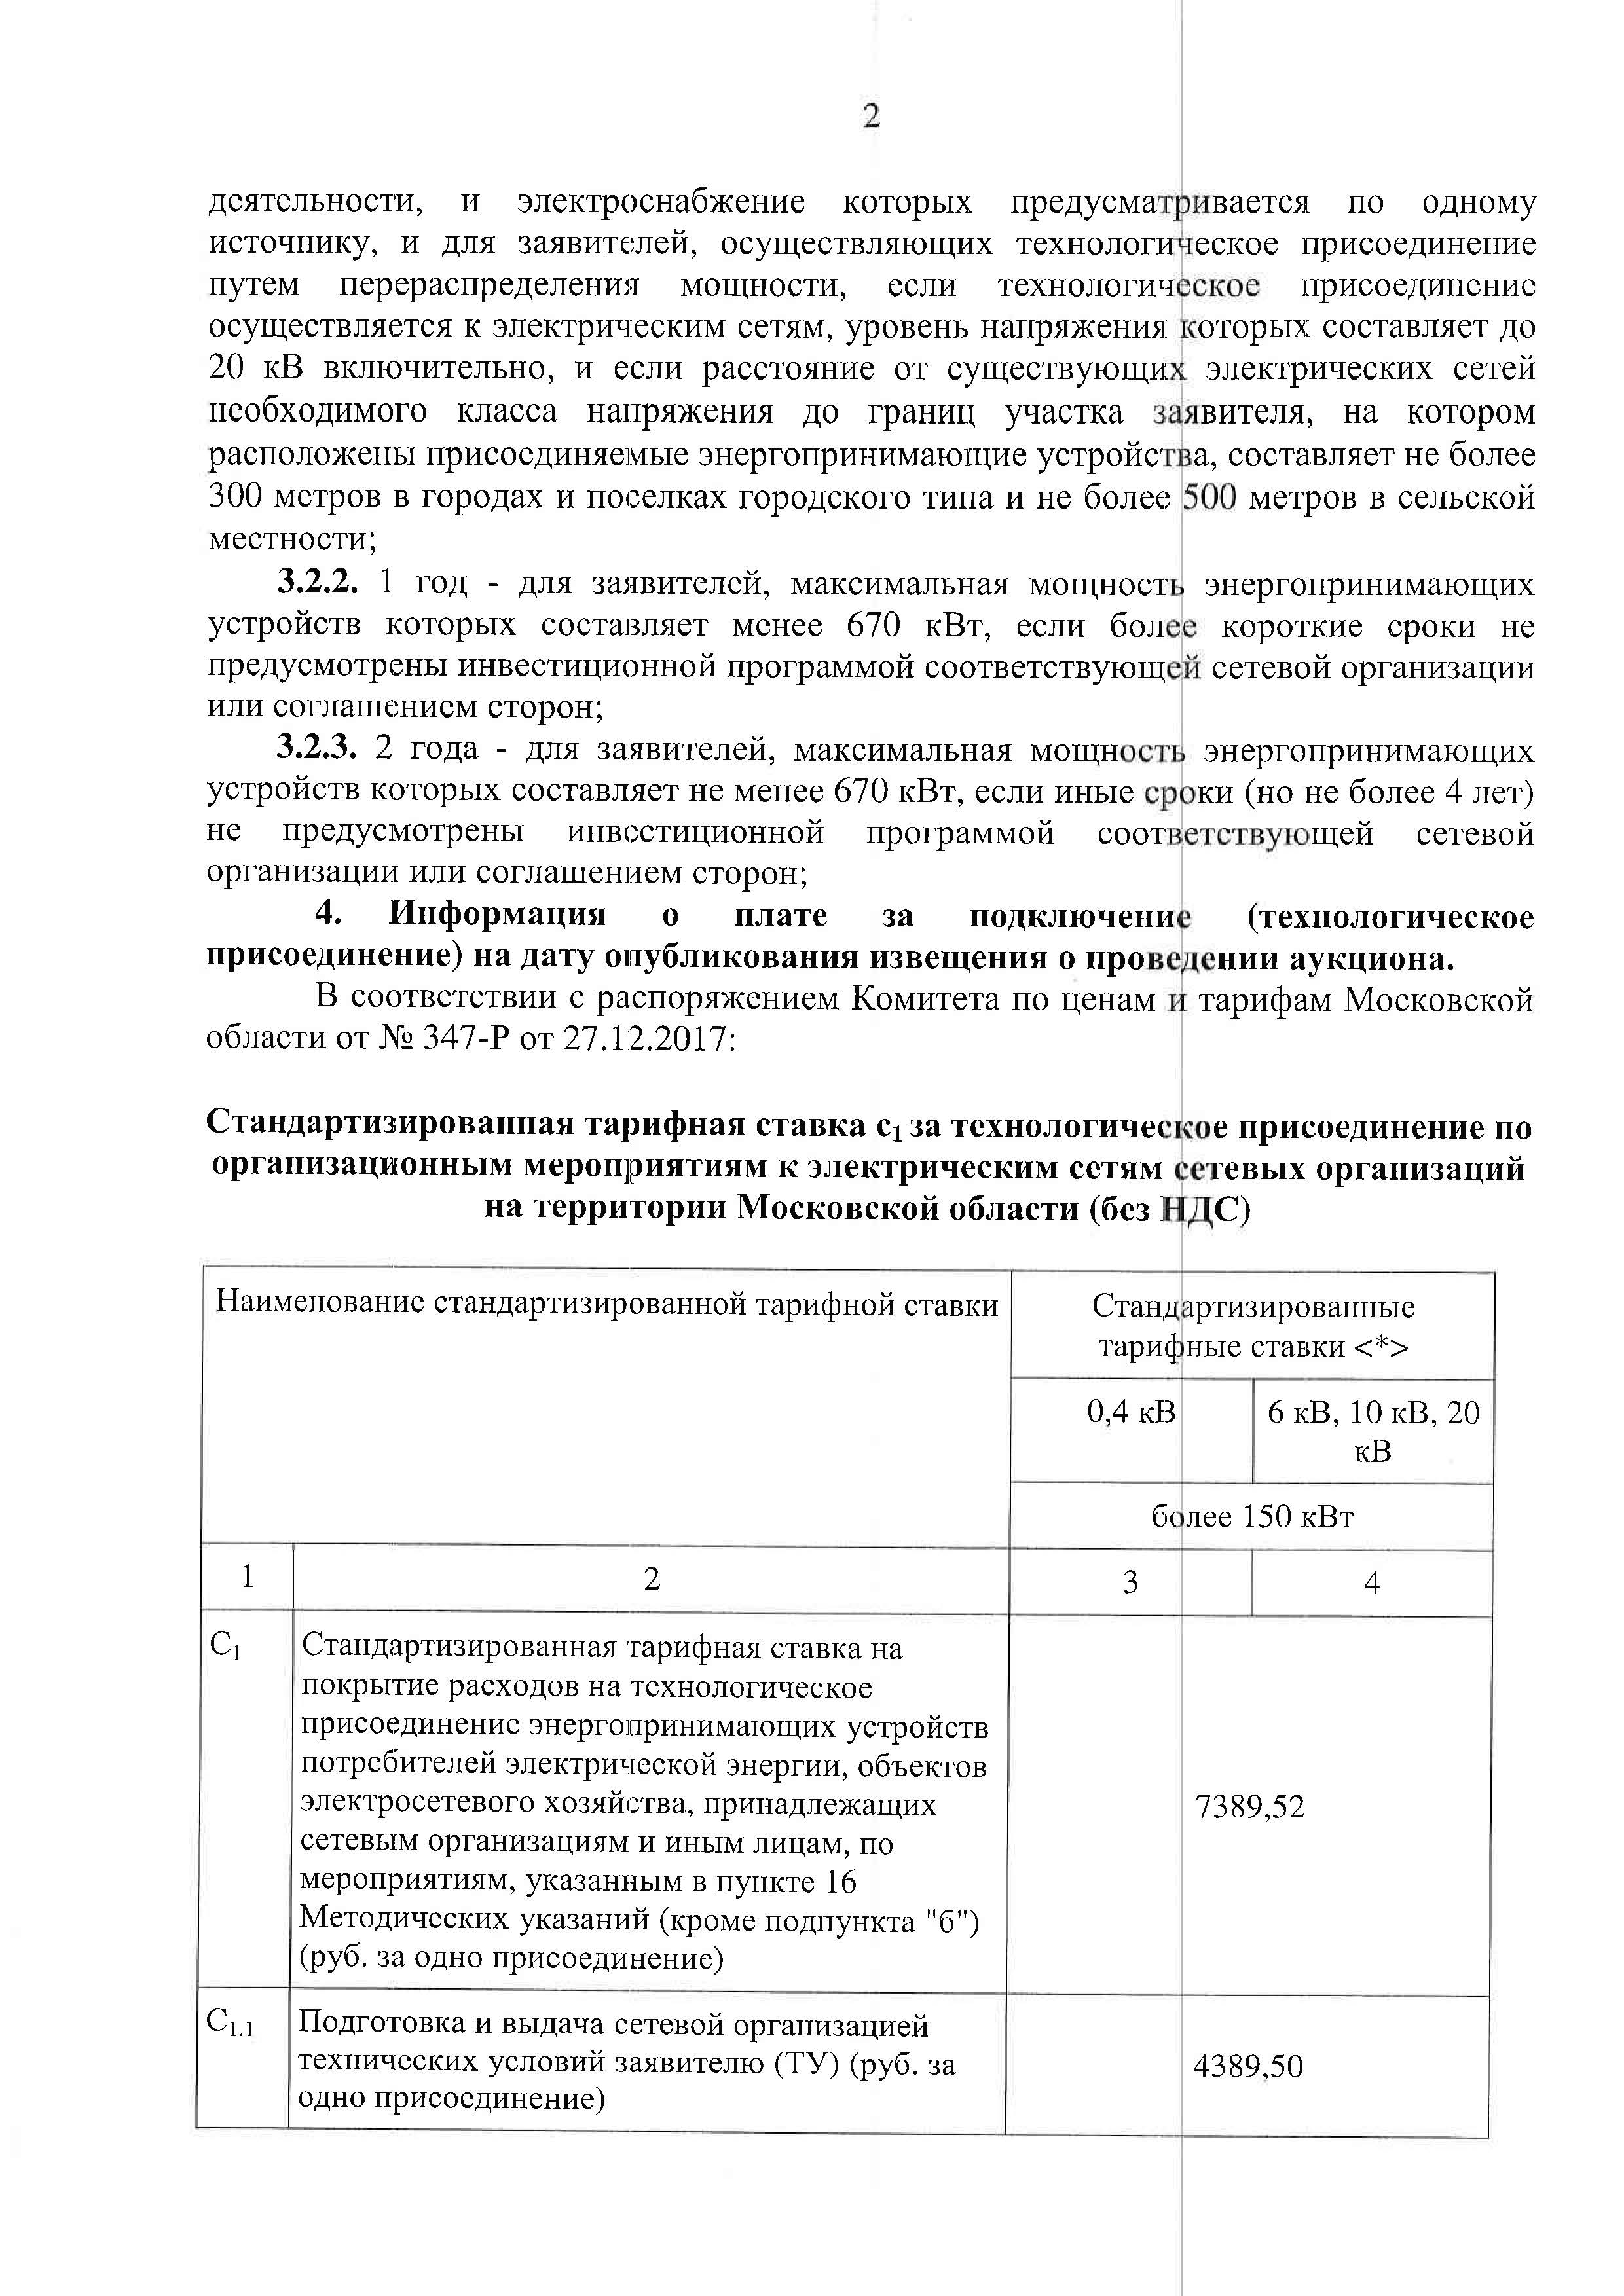 2
деятельности, и электроснабжение которых предусматривается по одному
источнику, и для заявителей, осуществляющих технологическое присоединение
путем перераспределения мощности, если технологическое присоединение
осуществляется к электрическим сетям, уровень напряжения которых составляет до
20 кВ включительно, и если расстояние от существующих электрических сетей
необходимого класса напряжения до границ участка заявителя, на котором
расположены присоединяемые энергопринимающие устройства, составляет не более
300 метров в городах и поселках городского типа и не более 500 метров в сельской
местности;
3.2.2. 1 год - для заявителей, максимальная мощность энергопринимающих
устройств которых составляет менее 670 кВт, если более короткие сроки не
предусмотрены инвестиционной программой соответствующей сетевой организации
или соглашением сторон;
3.2.3. 2 года - для заявителей, максимальная мощность энергопринимающих
устройств которых составляет не менее 670 кВт, если иные сроки (но не более 4 лет)
не предусмотрены инвестиционной программой соответствующей сетевой
организации или соглашением сторон;
4. Информация о плате за подключение (технологическое
присоединение) на дату опубликования извещения о проведении аукциона.
В соответствии с распоряжением Комитета по ценам и тарифам Московской
области от № 347-Р от 27.12.2017:
Стандартизированная тарифная ставка с1 за технологическое присоединение по
организационным мероприятиям к электрическим сетям сетевых организаций
на территории Московской области (без НДС)
Наименование стандартизированной тарифной ставки
Стандартизированные
тарифные ставки <*>
0,4 кВ
6 кВ, 10 кВ, 20
кВ
более 150 кВт
1 2 3 4
С1
Стандартизированная тарифная ставка на
покрытие расходов на технологическое
присоединение энергопринимающих устройств
потребителей электрической энергии, объектов
электросетевого хозяйства, принадлежащих
сетевым организациям и иным лицам, по
мероприятиям, указанным в пункте 16
Методических указаний (кроме подпункта "б")
(руб. за одно присоединение)
7389,52
С1.1
Подготовка и выдача сетевой организацией
технических условий заявителю (ТУ) (руб. за
одно присоединение)
4389,50